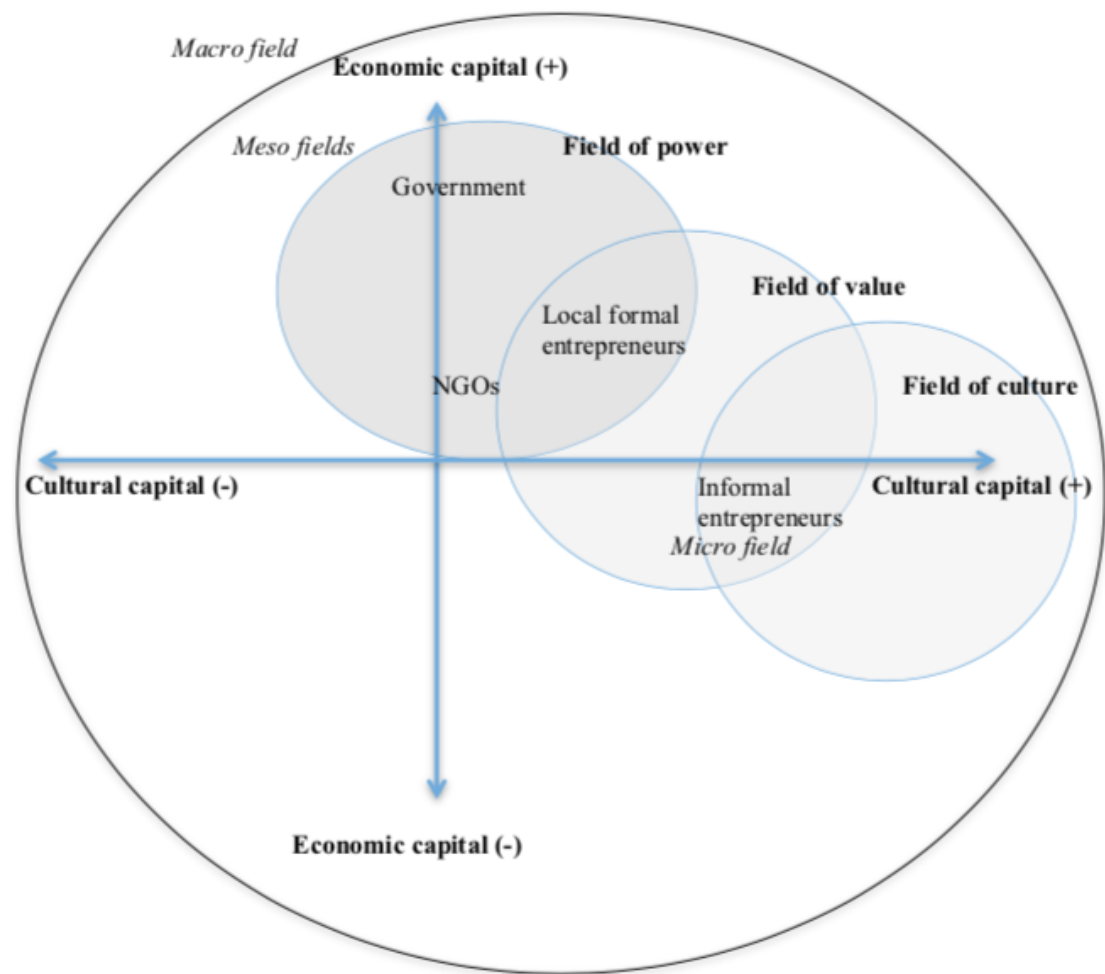 Macro field
Economic capital (+)
Meso fields
Field of power
Government
Field of value
Local formal
entrepreneurs
NGOs
Field of culture
Cultural capital (-)
Informal
entrepreneurs
Cultural capital (+)
Micro field
Economic capital (-)